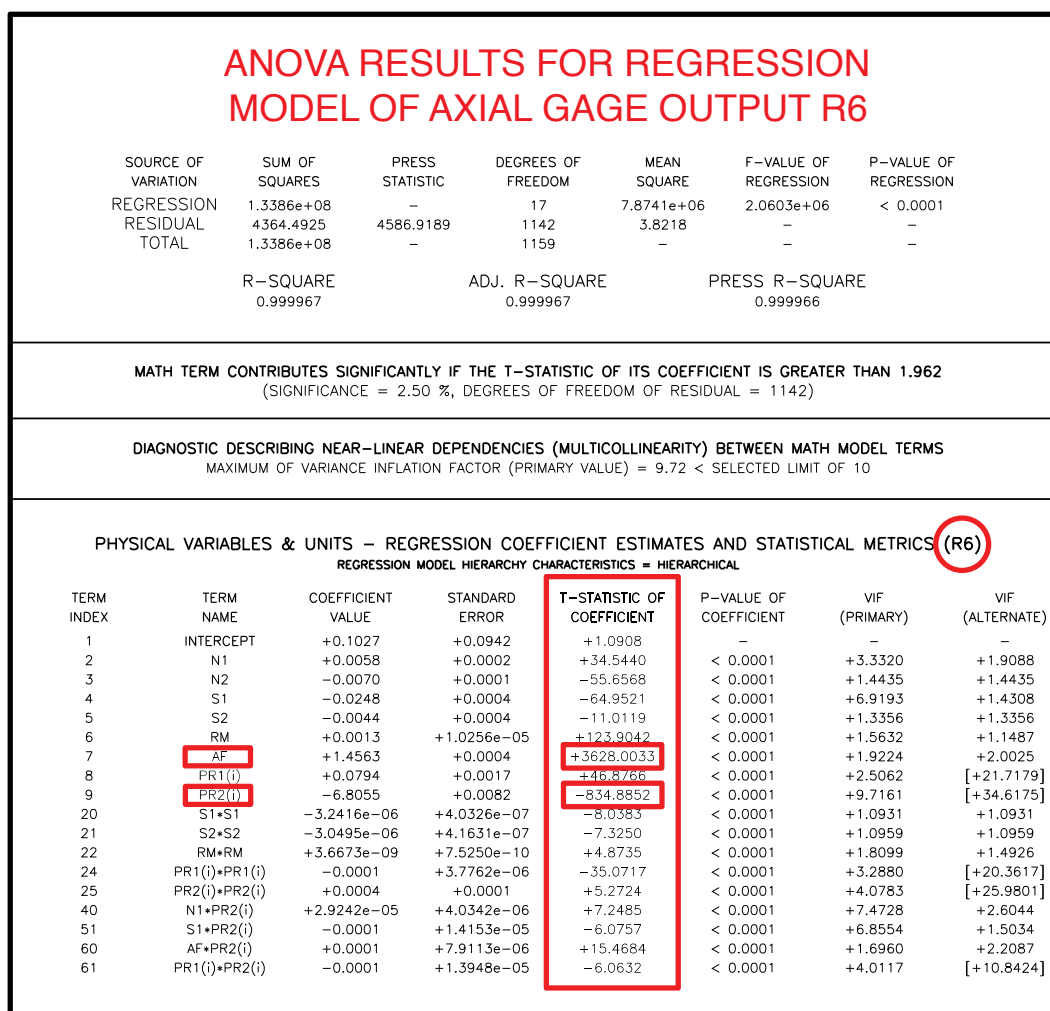 ANOVA RESULTS FOR REGRESSION
MODEL OF AXIAL GAGE OUTPUT R6
SOURCE OF SUM OF PRESS DEGREES OF MEAN F−VALUE OF P−VALUE OF
VARIATION SQUARES STATISTIC FREEDOM SQUARE REGRESSION REGRESSION
REGRESSION 1.3386e+08 − 17 7.8741e+06 2.0603e+06 < 0.0001
RESIDUAL 4364.4925 4586.9189 1142 3.8218 − −
TOTAL 1.3386e+08 − 1159 − − −
R−SQUARE ADJ. R−SQUARE PRESS R−SQUARE
0.999967 0.999967 0.999966
MATH TERM CONTRIBUTES SIGNIFICANTLY IF THE T−STATISTIC OF ITS COEFFICIENT IS GREATER THAN 1.962
(SIGNIFICANCE = 2.50 %, DEGREES OF FREEDOM OF RESIDUAL = 1142)
DIAGNOSTIC DESCRIBING NEAR−LINEAR DEPENDENCIES (MULTICOLLINEARITY) BETWEEN MATH MODEL TERMS
MAXIMUM OF VARIANCE INFLATION FACTOR (PRIMARY VALUE) = 9.72 < SELECTED LIMIT OF 10
PHYSICAL VARIABLES & UNITS − REGRESSION COEFFICIENT ESTIMATES AND STATISTICAL METRICS (R6)
REGRESSION MODEL HIERARCHY CHARACTERISTICS = HIERARCHICAL
TERM TERM COEFFICIENT STANDARD T−STATISTIC OF P−VALUE OF VIF VIF
INDEX NAME VALUE ERROR COEFFICIENT COEFFICIENT (PRIMARY) (ALTERNATE)
1 INTERCEPT +0.1027 +0.0942 +1.0908 − − −
2 N1 +0.0058 +0.0002 +34.5440 < 0.0001 +3.3320 +1.9088
3 N2 −0.0070 +0.0001 −55.6568 < 0.0001 +1.4435 +1.4435
4 S1 −0.0248 +0.0004 −64.9521 < 0.0001 +6.9193 +1.4308
5 S2 −0.0044 +0.0004 −11.0119 < 0.0001 +1.3356 +1.3356
6 RM +0.0013 +1.0256e−05 +123.9042 < 0.0001 +1.5632 +1.1487
7 AF +1.4563 +0.0004 +3628.0033 < 0.0001 +1.9224 +2.0025
8 PR1(i) +0.0794 +0.0017 +46.8766 < 0.0001 +2.5062 [+21.7179]
9 PR2(i) −6.8055 +0.0082 −834.8852 < 0.0001 +9.7161 [+34.6175]
20 S1*S1 −3.2416e−06 +4.0326e−07 −8.0383 < 0.0001 +1.0931 +1.0931
21 S2*S2 −3.0495e−06 +4.1631e−07 −7.3250 < 0.0001 +1.0959 +1.0959
22 RM*RM +3.6673e−09 +7.5250e−10 +4.8735 < 0.0001 +1.8099 +1.4926
24 PR1(i)*PR1(i) −0.0001 +3.7762e−06 −35.0717 < 0.0001 +3.2880 [+20.3617]
25 PR2(i)*PR2(i) +0.0004 +0.0001 +5.2724 < 0.0001 +4.0783 [+25.9801]
40 N1*PR2(i) +2.9242e−05 +4.0342e−06 +7.2485 < 0.0001 +7.4728 +2.6044
51 S1*PR2(i) −0.0001 +1.4153e−05 −6.0757 < 0.0001 +6.8554 +1.5034
60 AF*PR2(i) +0.0001 +7.9113e−06 +15.4684 < 0.0001 +1.6960 +2.2087
61 PR1(i)*PR2(i) −0.0001 +1.3948e−05 −6.0632 < 0.0001 +4.0117 [+10.8424]